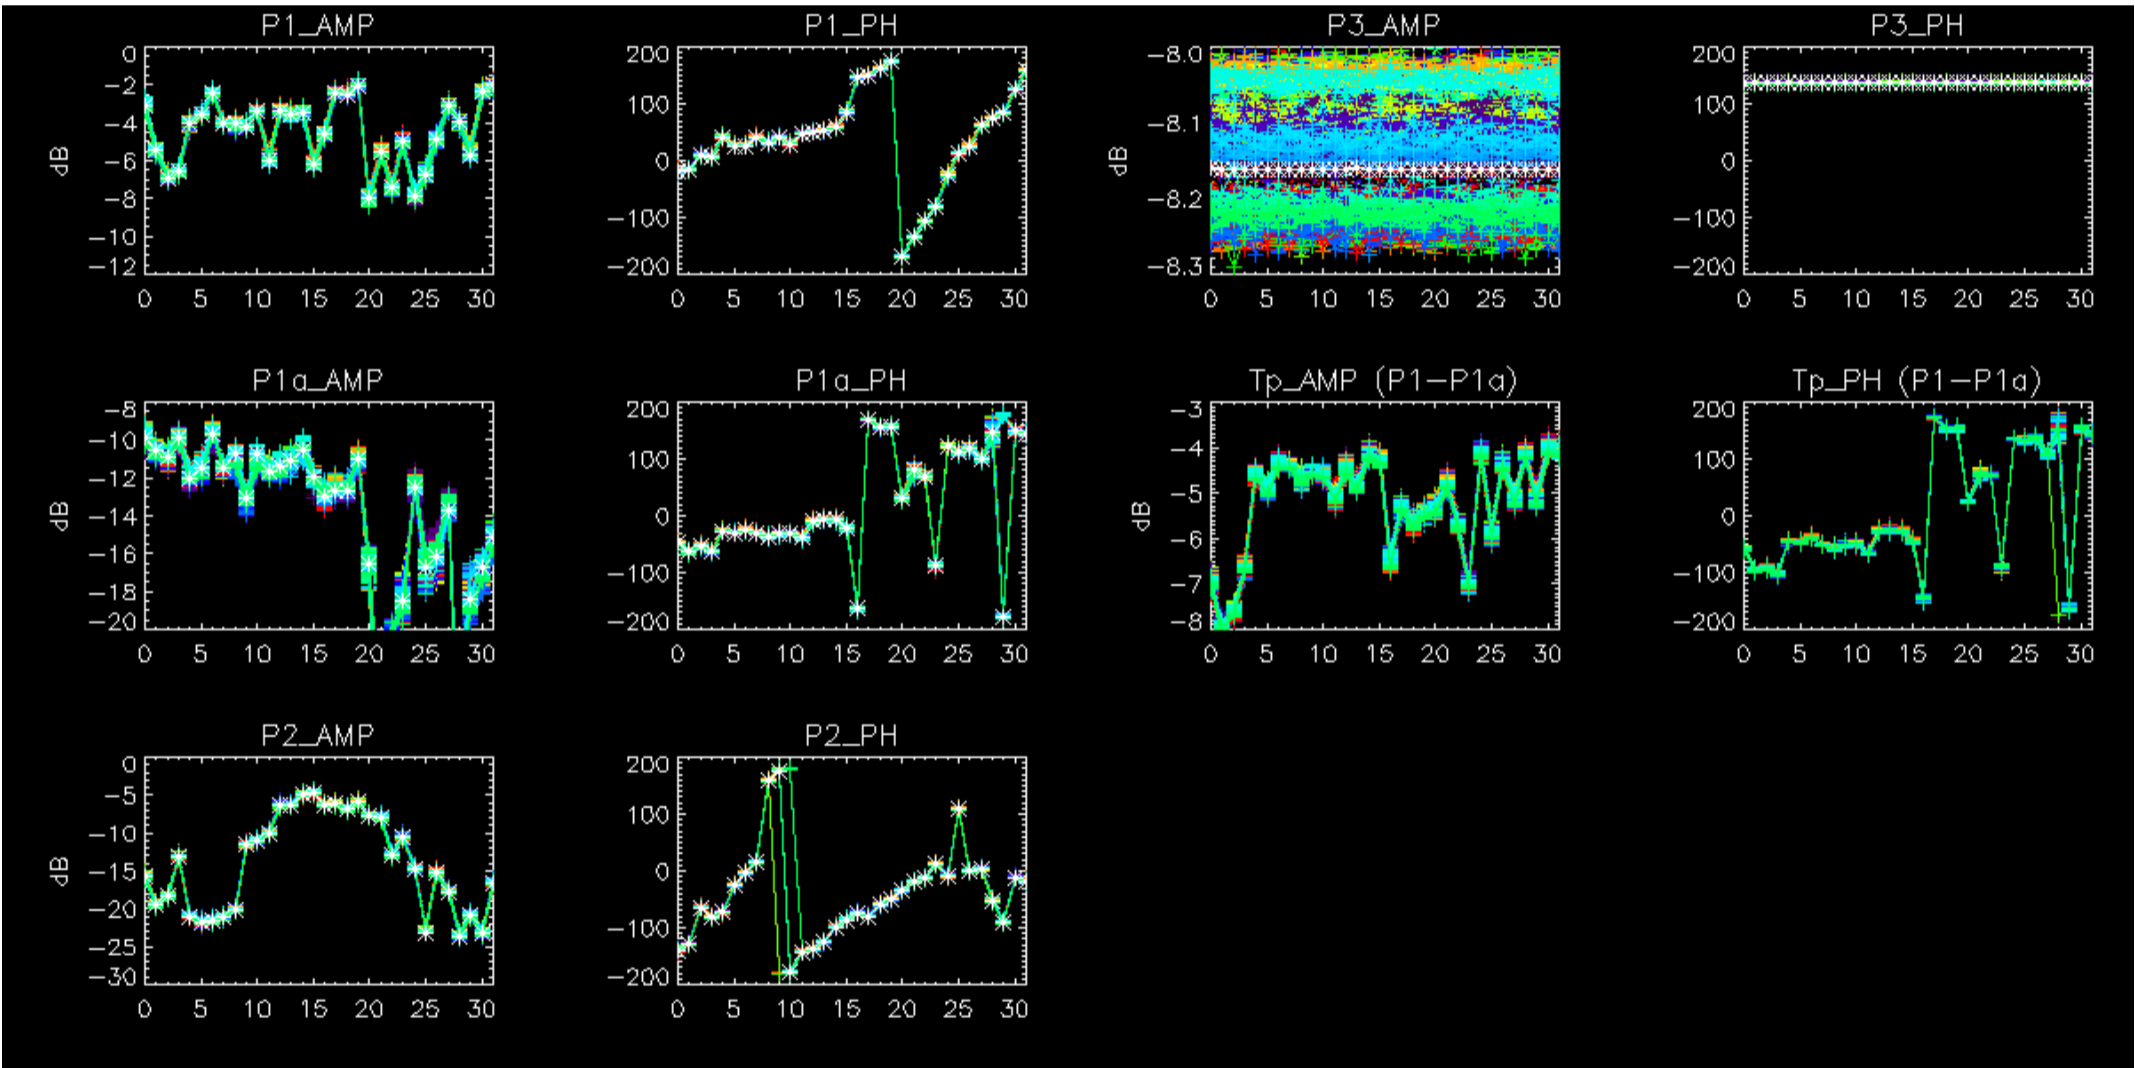 P1_AMP
0
-2
-4
-6
-8
-10
-12
dB
0 5 10 15 20 25 30
P1_PH
200
100
0
-100
-200
0 5 10 15 20 25 30
P3_AMP
-8.0
-8.1
-8.2
-8.3
dB
0 5 10 15 20 25 30
P3_PH
200
100
0
-100
-200
0 5 10 15 20 25 30
P1a_AMP
-8
-10
-12
-14
-16
-18
-20
dB
0 5 10 15 20 25 30
P1a_PH
200
100
0
-100
-200
0 5 10 15 20 25 30
Tp_AMP (P1-P1a)
-3
-4
-5
-6
-7
-8
dB
0 5 10 15 20 25 30
Tp_PH (P1-P1a)
200
100
0
-100
-200
0 5 10 15 20 25 30
P2_AMP
0
-5
-10
-15
-20
-25
-30
dB
0 5 10 15 20 25 30
P2_PH
200
100
0
-100
-200
0 5 10 15 20 25 30